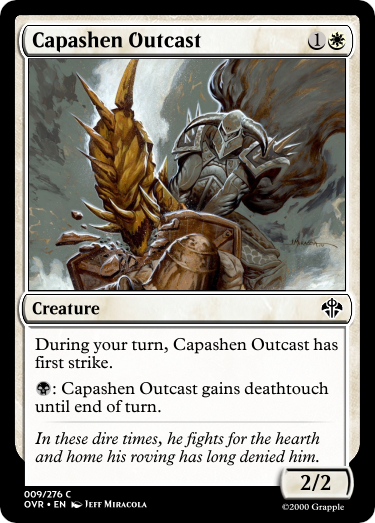 Capashen Outcast 1
Creature
During your turn, Capashen Outcast has
first strike.
: Capashen Outcast gains deathtouch
until end of turn.
In these dire times, he fights for the hearth
and home his roving has long denied him.
2/2
009/276 C
OVR • EN Jeff Miracola
©2000 Grapple